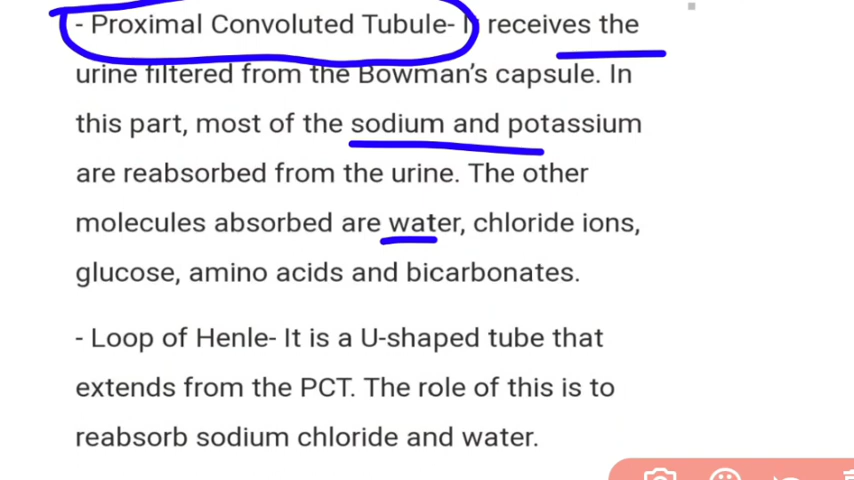 - Proximal Convoluted Tubule- It receives the
urine filtered from the Bowman's capsule. In
this part, most of the sodium and potassium
are reabsorbed from the urine. The other
molecules absorbed are water, chloride ions,
glucose, amino acids and bicarbonates.
- Loop of Henle- It is a U-shaped tube that
extends from the PCT. The role of this is to
reabsorb sodium chloride and water.